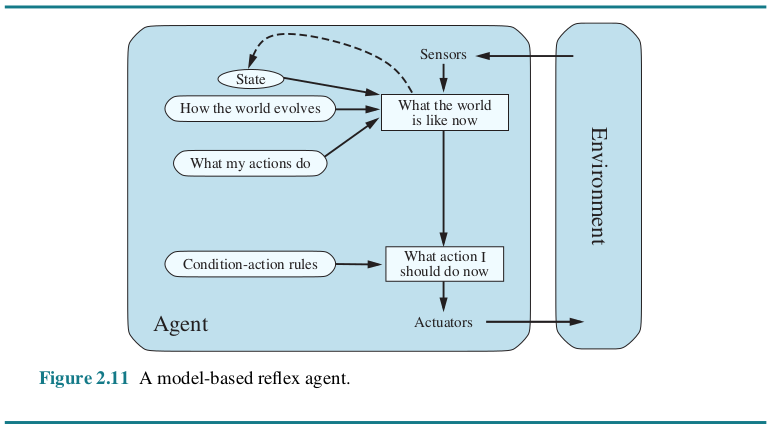 Sensors
State
How the world evolves
What the world
is like now
What my actions do
Environment
Condition-action rules
What action I
should do now
Agent
Actuators
Figure 2.11 A model-based reflex agent.